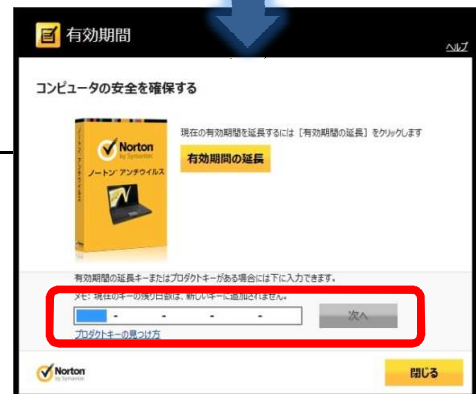 有効期間
ヘルプ
コンピュータの安全を確保する
現在の有効期間を延長するには [有効期間の延長] をクリックします
有効期間の延長
Norton
by Symantec
ノートン アンチウイルス
有効期間の延長キーまたはプロダクトキーがある場合には下に入力できます。
メモ: 現在のキーの残り日数は、新しいキーに追加されません。
- - - -
次へ
プロダクトキーの見つけ方
Norton
by Symantec
閉じる